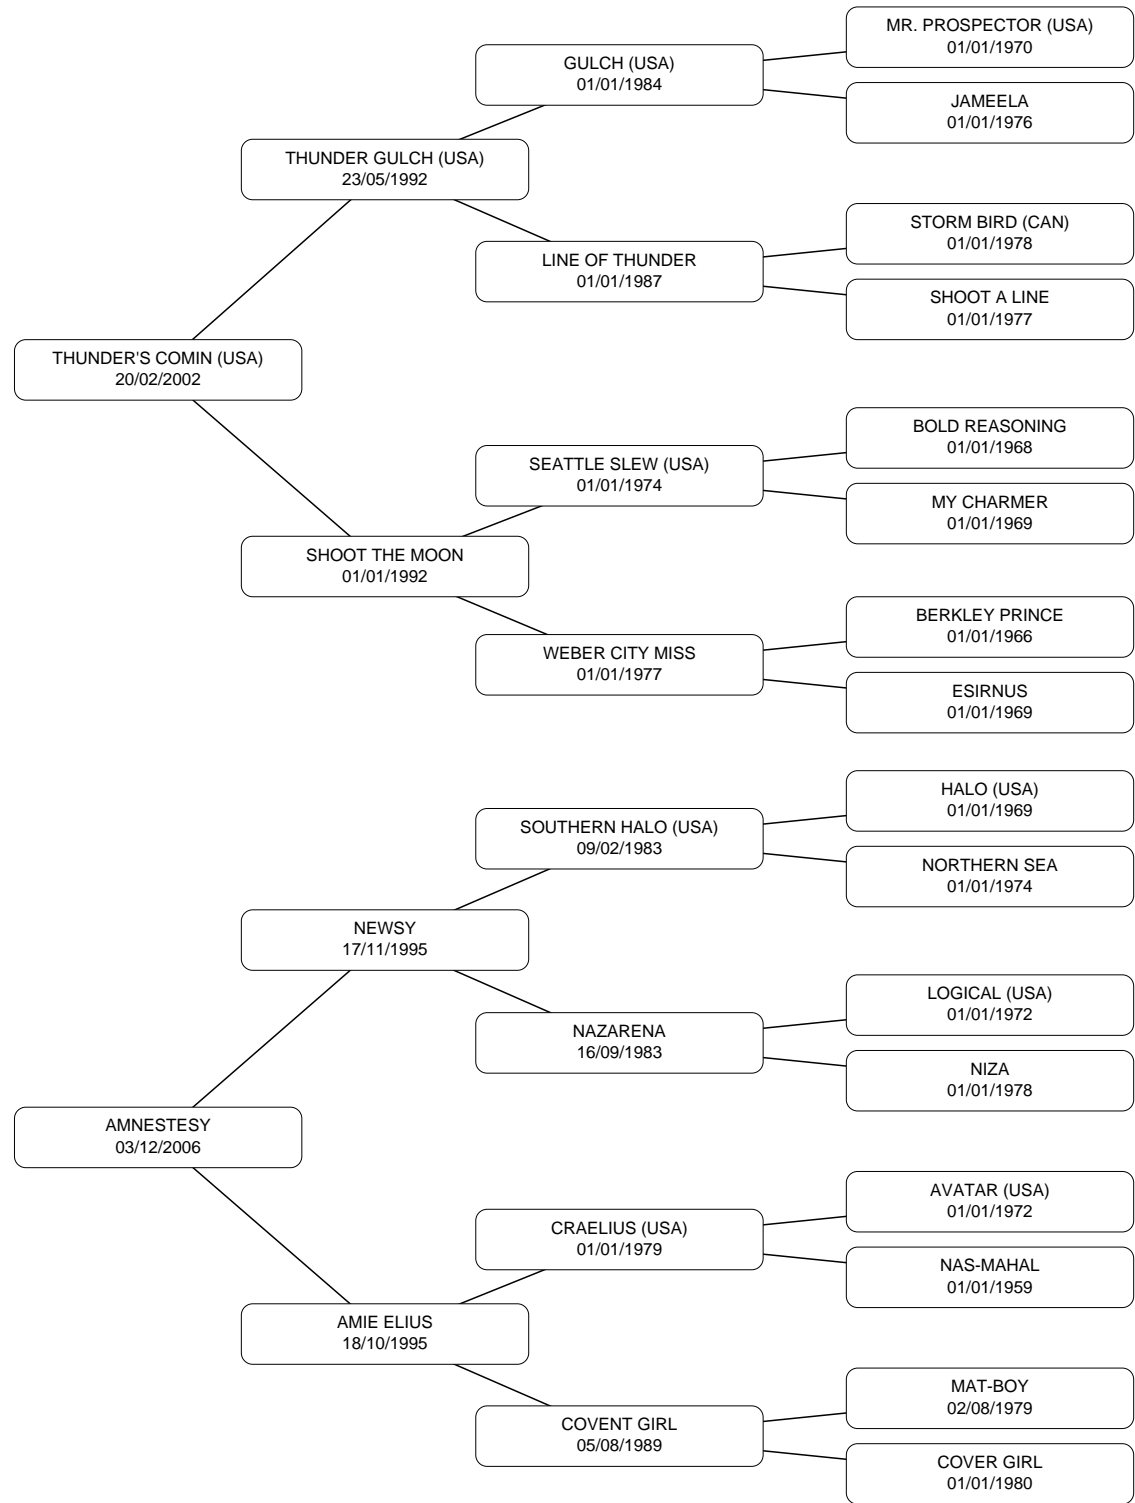 MR. PROSPECTOR (USA)
01/01/1970
GULCH (USA)
01/01/1984
JAMEELA
01/01/1976
THUNDER GULCH (USA)
23/05/1992
STORM BIRD (CAN)
01/01/1978
LINE OF THUNDER
01/01/1987
SHOOT A LINE
01/01/1977
THUNDER'S COMIN (USA)
20/02/2002
BOLD REASONING
01/01/1968
SEATTLE SLEW (USA)
01/01/1974
MY CHARMER
01/01/1969
SHOOT THE MOON
01/01/1992
BERKLEY PRINCE
01/01/1966
WEBER CITY MISS
01/01/1977
ESIRNUS
01/01/1969
HALO (USA)
01/01/1969
SOUTHERN HALO (USA)
09/02/1983
NORTHERN SEA
01/01/1974
NEWSY
17/11/1995
LOGICAL (USA)
01/01/1972
NAZARENA
16/09/1983
NIZA
01/01/1978
AMNESTESY
03/12/2006
AVATAR (USA)
01/01/1972
CRAELIUS (USA)
01/01/1979
NAS-MAHAL
01/01/1959
AMIE ELIUS
18/10/1995
MAT-BOY
02/08/1979
COVENT GIRL
05/08/1989
COVER GIRL
01/01/1980